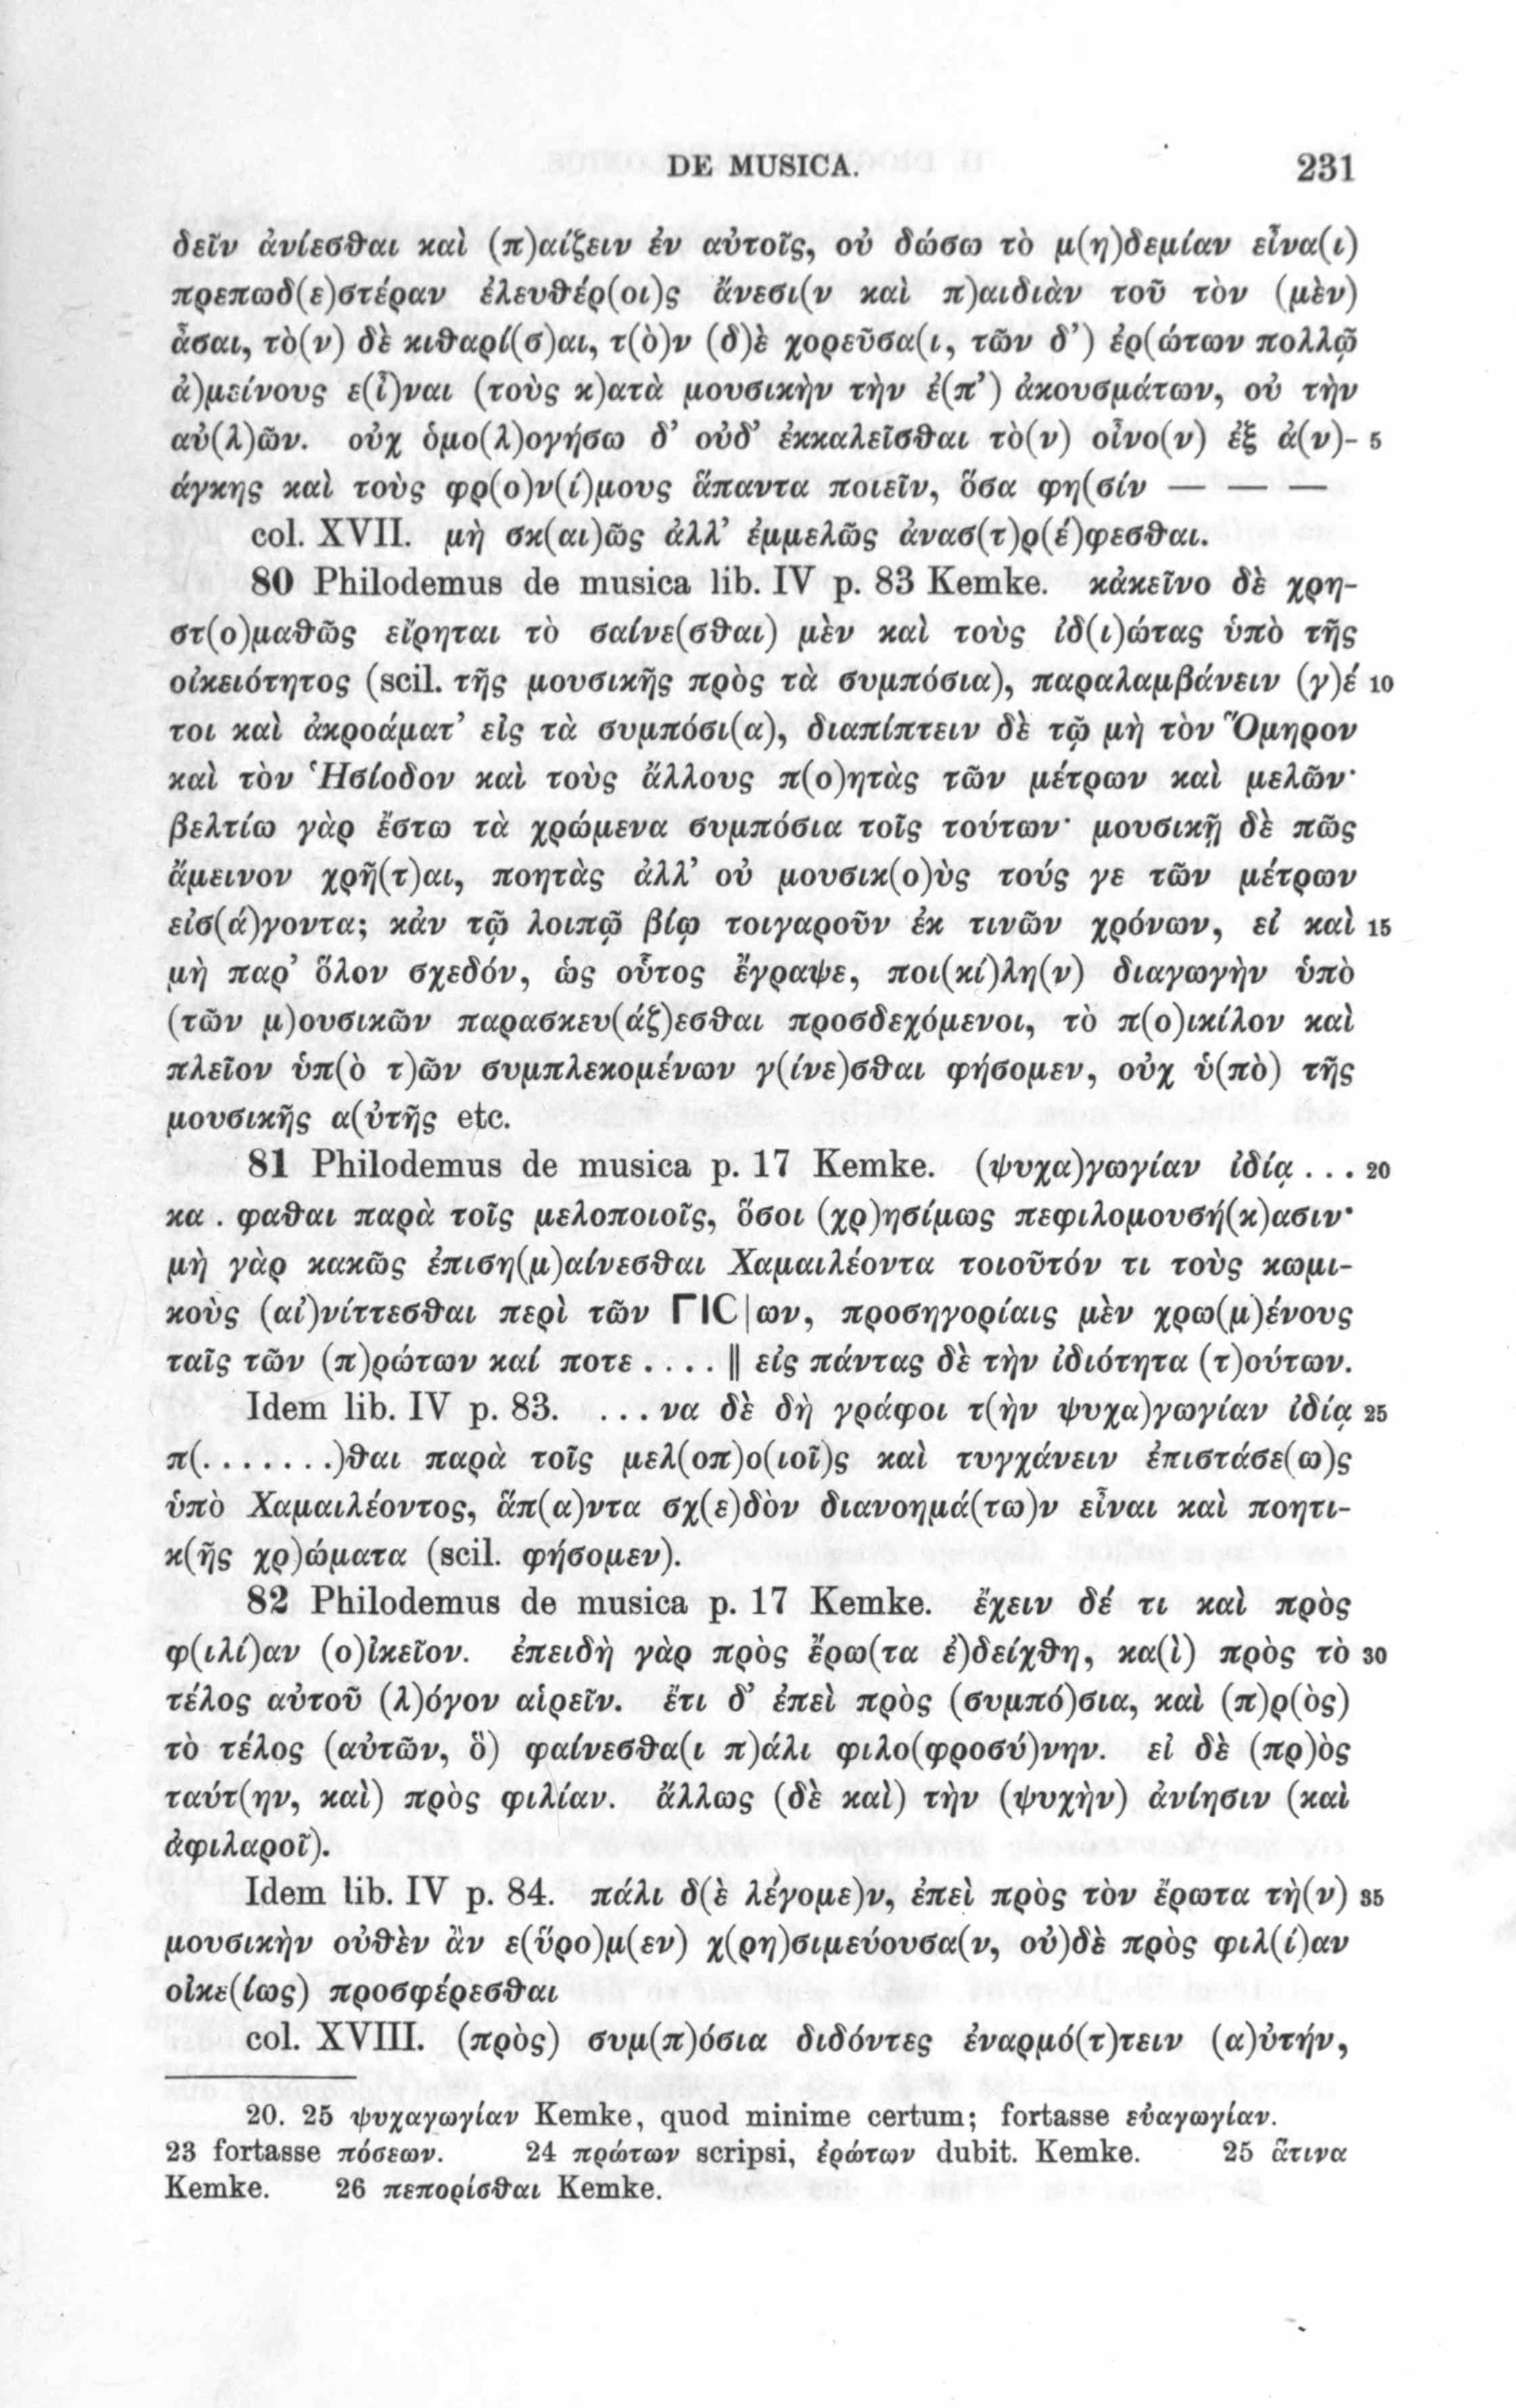 DE MUSICA. 231
δεῖν ἀνίεσθαι καὶ (π)αίζειν ἐν αὐτοῖς, οὐ δώσω τὸ μ(η)δεμίαν εἶνα(ι)
πρεπωδ(ε)στέραν ἐλευθέρ(οι)ς ἄνεσι(ν καὶ π)αιδιὰν τοῦ τὸν (μὲν)
ᾆσαι, τὸ(ν) δὲ κιθαρί(σ)αι, τ(ὸ)ν (δ)ὲ χορεῦσα(ι, τῶν δ’) ἐρ(ώτων πολλῷ
ἀ)μείνους ε(ἶ)ναι (τοὺς κ)ατὰ μουσικὴν τὴν ἐ(π’) ἀκουσμάτων, οὐ τὴν
αὐ(λ)ῶν. οὐχ ὁμο(λ)ογήσω δ’ οὐδ’ ἐκκαλεῖσθαι τὸ(ν) οἶνο(ν) ἐξ ἀ(ν)- 5
άγκης καὶ τοὺς φρ(ο)ν(ί)μους ἅπαντα ποιεῖν, ὅσα φη(σίν — — —
col. XVII. μὴ σκ(αι)ῶς ἀλλ’ ἐμμελῶς ἀνασ(τ)ρ(έ)φεσθαι.
80 Philodemus de musica lib. IV p. 83 Kemke. κἀκεῖνο δὲ χρη-
στ(ο)μαθῶς εἴρηται τὸ σαίνε(σθαι) μὲν καὶ τοὺς ἰδ(ι)ώτας ὑπὸ τῆς
οἰκειότητος (scil. τῆς μουσικῆς πρὸς τὰ συμπόσια), παραλαμβάνειν (γ)έ 10
τοι καὶ ἀκροάματ’ εἰς τὰ συμπόσι(α), διαπίπτειν δὲ τῷ μὴ τὸν Ὅμηρον
καὶ τὸν Ἡσίοδον καὶ τοὺς ἄλλους π(ο)ητὰς τῶν μέτρων καὶ μελῶν·
βελτίω γὰρ ἔστω τὰ χρώμενα συμπόσια τοῖς τούτων· μουσικῇ δὲ πῶς
ἄμεινον χρῆ(τ)αι, ποητὰς ἀλλ’ οὐ μουσικ(ο)ὺς τούς γε τῶν μέτρων
εἰσ(ά)γοντα; κἀν τῷ λοιπῷ βίῳ τοιγαροῦν ἐκ τινῶν χρόνων, εἰ καὶ 15
μὴ παρ’ ὅλον σχεδόν, ὡς οὗτος ἔγραψε, ποι(κί)λη(ν) διαγωγὴν ὑπὸ
(τῶν μ)ουσικῶν παρασκευ(άζ)εσθαι προσδεχόμενοι, τὸ π(ο)ικίλον καὶ
πλεῖον ὑπ(ὸ τ)ῶν συμπλεκομένων γ(ίνε)σθαι φήσομεν, οὐχ ὑ(πὸ) τῆς
μουσικῆς α(ὐτῆς etc.
81 Philodemus de musica p. 17 Kemke. (ψυχα)γωγίαν ἰδίᾳ . . . 20
κα . φαθαι παρὰ τοῖς μελοποιοῖς, ὅσοι (χρ)ησίμως πεφιλομουσή(κ)ασιν·
μὴ γὰρ κακῶς ἐπιση(μ)αίνεσθαι Χαμαιλέοντα τοιοῦτόν τι τοὺς κωμι-
κοὺς (αἰ)νίττεσθαι περὶ τῶν ΓΙC|ων, προσηγορίαις μὲν χρω(μ)ένους
ταῖς τῶν (π)ρώτων καί ποτε . . . . ‖ εἰς πάντας δὲ τὴν ἰδιότητα (τ)ούτων.
Idem lib. IV p. 83. . . . να δὲ δὴ γράφοι τ(ὴν ψυχα)γωγίαν ἰδίᾳ 25
π(. . . . . . .)θαι παρὰ τοῖς μελ(οπ)ο(ιοῖ)ς καὶ τυγχάνειν ἐπιστάσε(ω)ς
ὑπὸ Χαμαιλέοντος, ἅπ(α)ντα σχ(ε)δὸν διανοημά(τω)ν εἶναι καὶ ποητι-
κ(ῆς χρ)ώματα (scil. φήσομεν).
82 Philodemus de musica p. 17 Kemke. ἔχειν δέ τι καὶ πρὸς
φ(ιλί)αν (ο)ἰκεῖον. ἐπειδὴ γὰρ πρὸς ἔρω(τα ἐ)δείχθη, κα(ὶ) πρὸς τὸ 30
τέλος αὐτοῦ (λ)όγον αἱρεῖν. ἔτι δ’ ἐπεὶ πρὸς (συμπό)σια, καὶ (π)ρ(ὸς)
τὸ τέλος (αὐτῶν, ὃ) φαίνεσθα(ι π)άλι φιλο(φροσύ)νην. εἰ δὲ (πρ)ὸς
ταύτ(ην, καὶ) πρὸς φιλίαν. ἄλλως (δὲ καὶ) τὴν (ψυχὴν) ἀνίησιν (καὶ
ἀφιλαροῖ).
Idem lib. IV p. 84. πάλι δ(ὲ λέγομε)ν, ἐπεὶ πρὸς τὸν ἔρωτα τὴ(ν) 35
μουσικὴν οὐθὲν ἂν ε(ὕρο)μ(εν) χ(ρη)σιμεύουσα(ν, οὐ)δὲ πρὸς φιλ(ί)αν
οἰκε(ίως) προσφέρεσθαι
col. XVIII. (πρὸς) συμ(π)όσια διδόντες ἐναρμό(τ)τειν (α)ὐτήν,
20. 25 ψυχαγωγίαν Kemke, quod minime certum; fortasse εὐαγωγίαν.
23 fortasse πόσεων. 24 πρώτων scripsi, ἐρώτων dubit. Kemke. 25 ἅτινα
Kemke. 26 πεπορίσθαι Kemke.